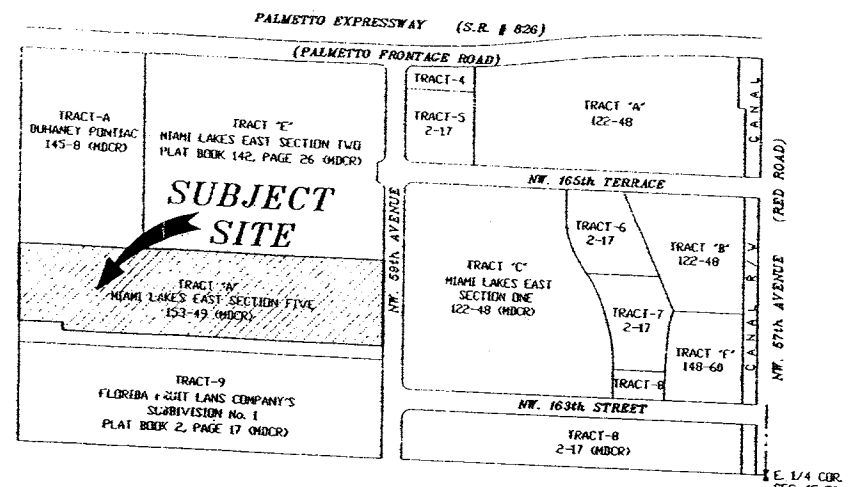 PALMETTO EXPRESSWAY (S.R. # 826)
(PALMETTO FRONTAGE ROAD)
TRACT-A
DUHANEY PONTIAC
145-8 (MDCR)
TRACT "E"
MIAMI LAKES EAST SECTION TWO
PLAT BOOK 142, PAGE 26 (MDCR)
SUBJECT
SITE
TRACT "A"
MIAMI LAKES EAST SECTION FIVE
153-49 (MDCR)
TRACT-9
FLORIDA FRUIT LANS COMPANY'S
SUBDIVISION No. 1
PLAT BOOK 2, PAGE 17 (MDCR)
NW. 59th AVENUE
TRACT-4
TRACT-5
2-17
TRACT "A"
122-48
CANAL
NW. 165th TERRACE
TRACT "C"
MIAMI LAKES EAST
SECTION ONE
122-48 (MDCR)
TRACT-6
2-17
TRACT "B"
122-48
TRACT-7
2-17
TRACT "F"
148-60
TRACT-8
CANAL R/W
NW. 57th AVENUE (RED ROAD)
NW. 163th STREET
TRACT-8
2-17 (MDCR)
E. 1/4 COR.